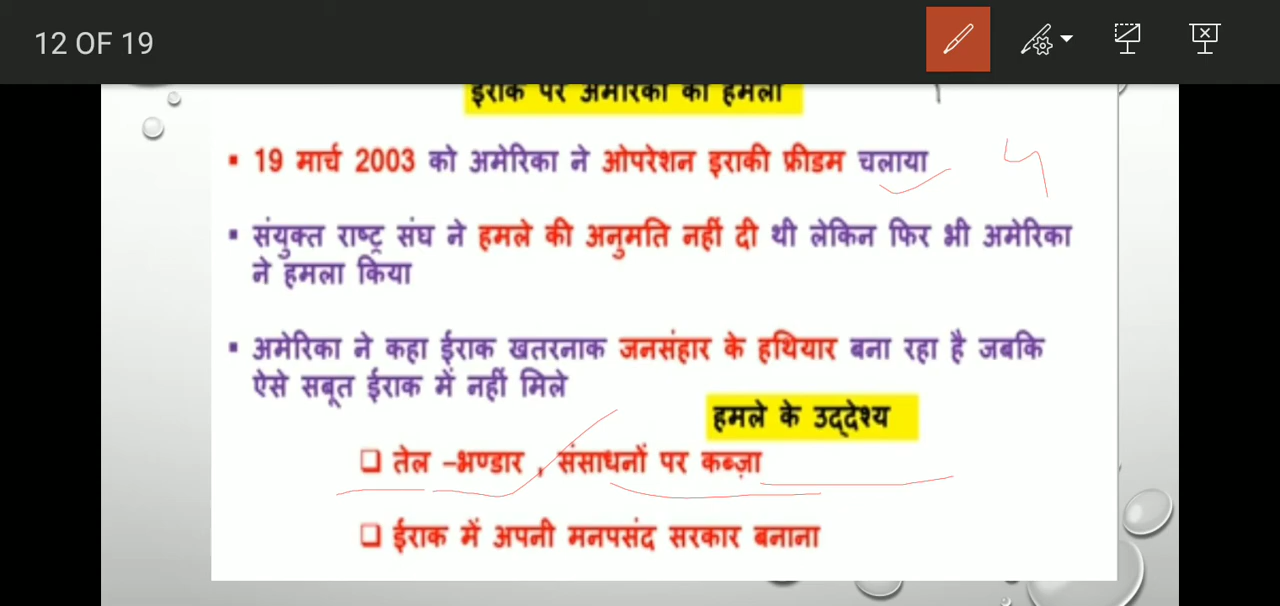 12 OF 19
ईराक पर अमेरिका का हमला
▪ 19 मार्च 2003 को अमेरिका ने ओपरेशन इराकी फ्रीडम चलाया
▪ संयुक्त राष्ट्र संघ ने हमले की अनुमति नहीं दी थी लेकिन फिर भी अमेरिका
ने हमला किया
▪ अमेरिका ने कहा ईराक खतरनाक जनसंहार के हथियार बना रहा है जबकि
ऐसे सबूत ईराक में नहीं मिले
हमले के उद्देश्य
❑ तेल –भण्डार , संसाधनों पर कब्ज़ा
❑ ईराक में अपनी मनपसंद सरकार बनाना